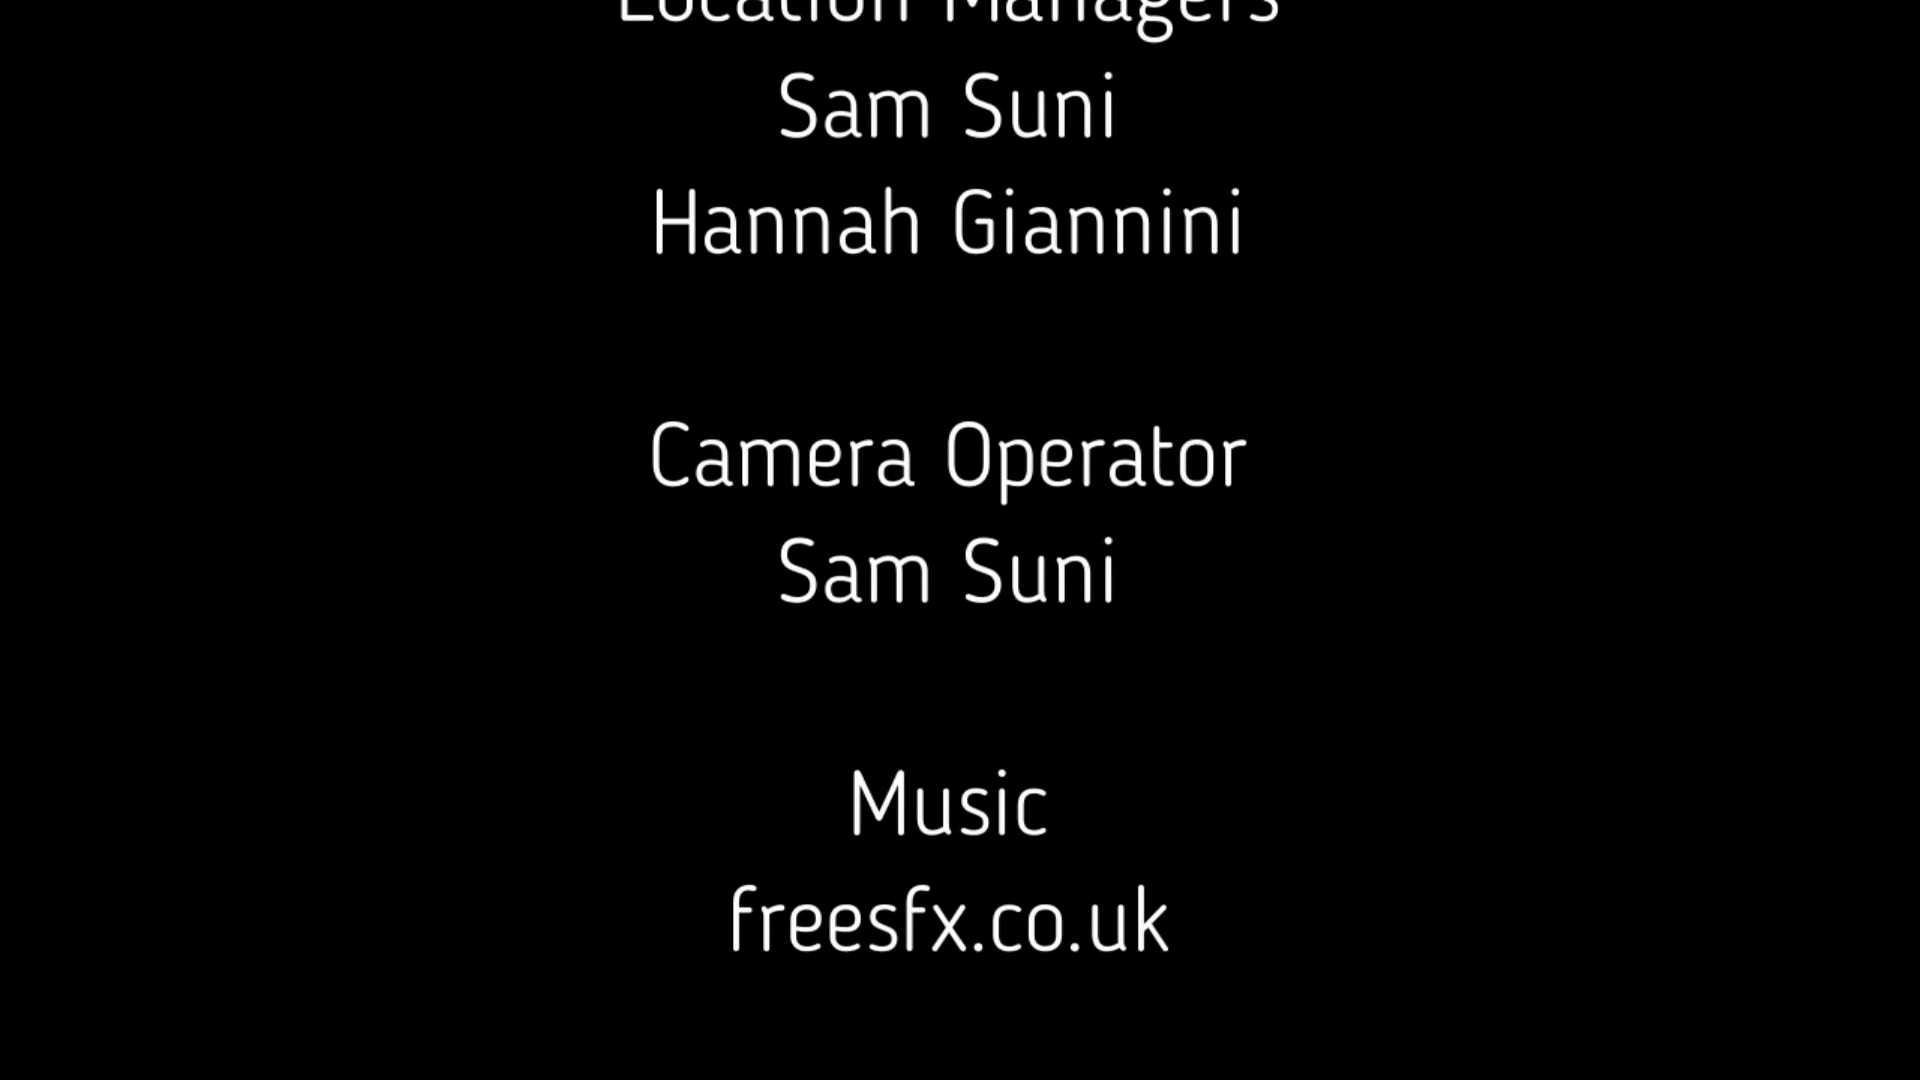 Location Managers
Sam Suni
Hannah Giannini
Camera Operator
Sam Suni
Music
freesfx.co.uk